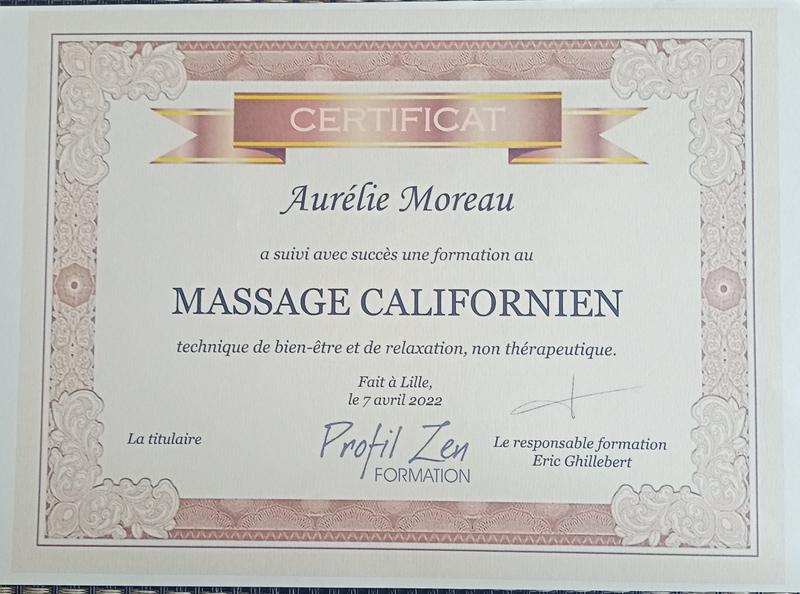 CERTIFICAT
Aurélie Moreau
a suivi avec succès une formation au
MASSAGE CALIFORNIEN
technique de bien-être et de relaxation, non thérapeutique.
Fait à Lille,
le 7 avril 2022
La titulaire
Profil Zen
FORMATION
Le responsable formation
Eric Ghillebert